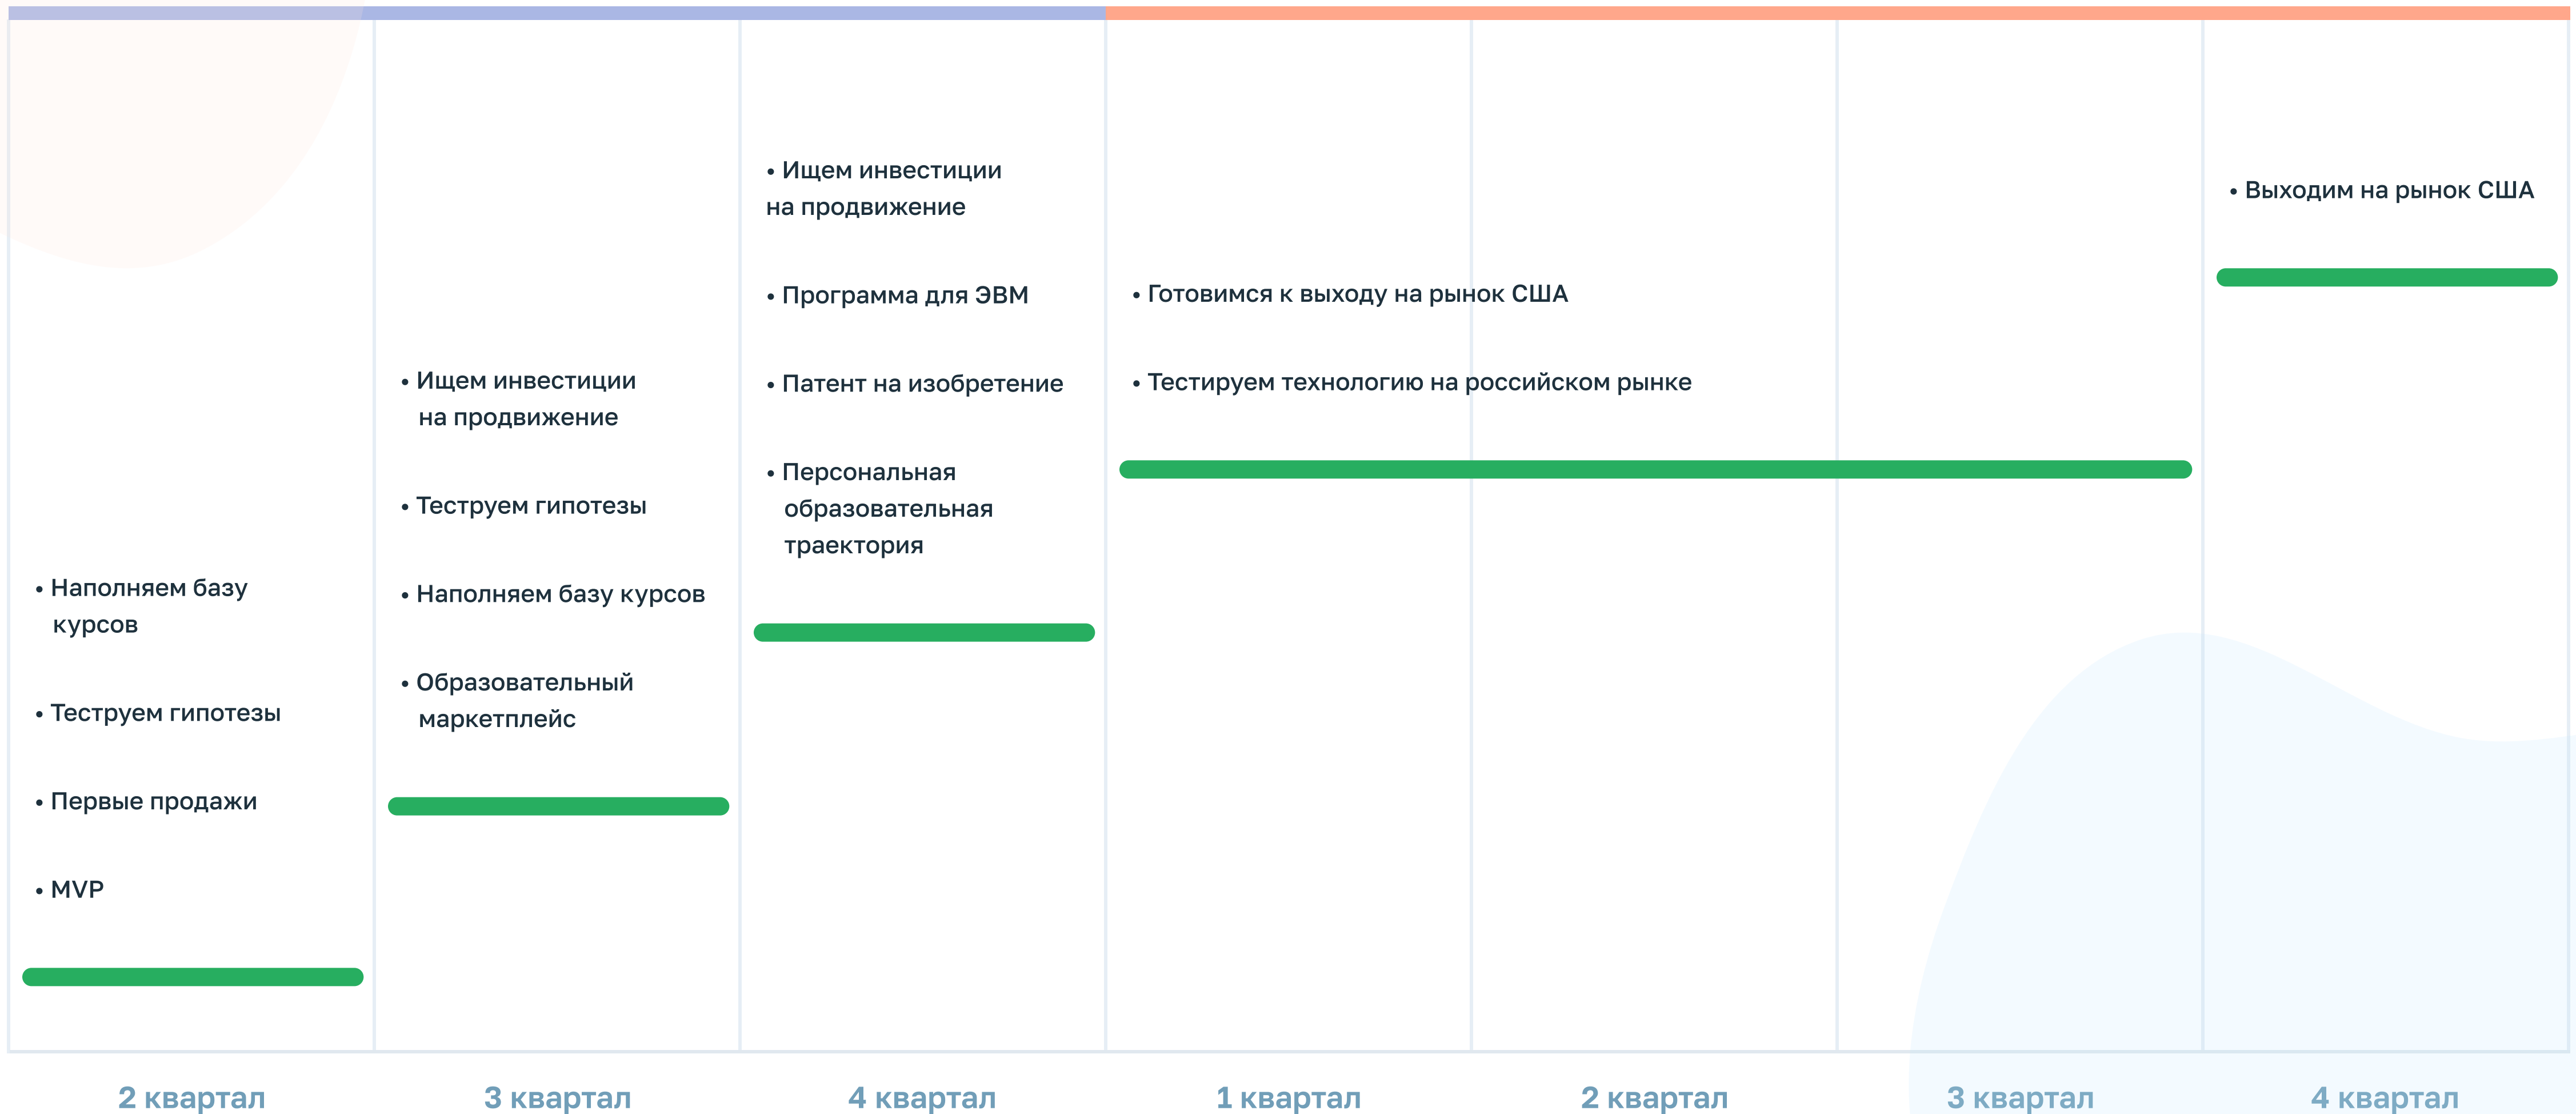 • Наполняем базу
курсов
• Теструем гипотезы
• Первые продажи
• MVP
• Ищем инвестиции
на продвижение
• Теструем гипотезы
• Наполняем базу курсов
• Образовательный
маркетплейс
• Ищем инвестиции
на продвижение
• Программа для ЭВМ
• Патент на изобретение
• Персональная
образовательная
траектория
• Готовимся к выходу на рынок США
• Тестируем технологию на российском рынке
• Выходим на рынок США
2 квартал
3 квартал
4 квартал
1 квартал
2 квартал
3 квартал
4 квартал